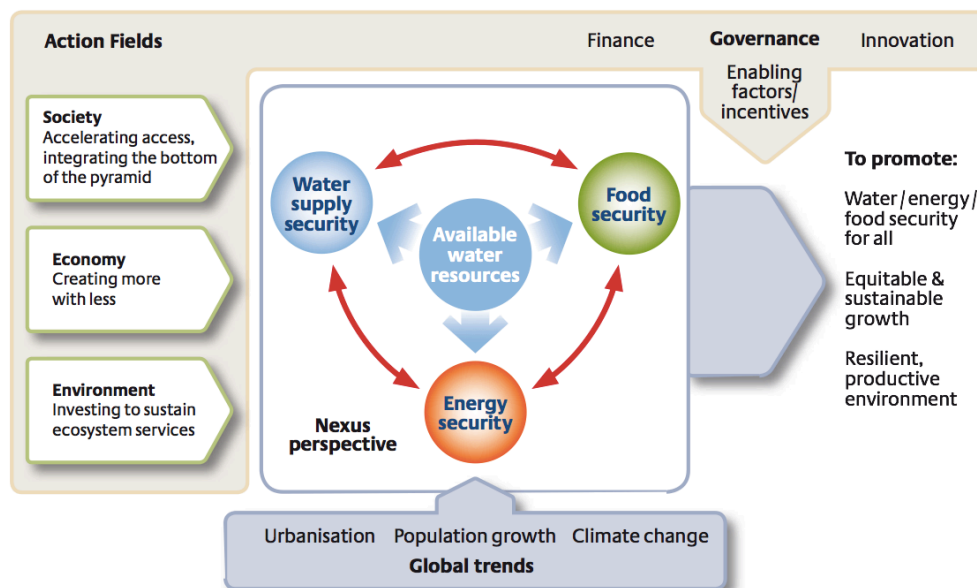 Action Fields
Finance
Governance
Innovation
Enabling
factors/
incentives
Society
Accelerating access,
integrating the bottom
of the pyramid
Economy
Creating more
with less
Environment
Investing to sustain
ecosystem services
Water
supply
security
Food
security
Available
water
resources
Energy
security
Nexus
perspective
To promote:
Water / energy /
food security
for all
Equitable &
sustainable
growth
Resilient,
productive
environment
Urbanisation
Population growth
Climate change
Global trends